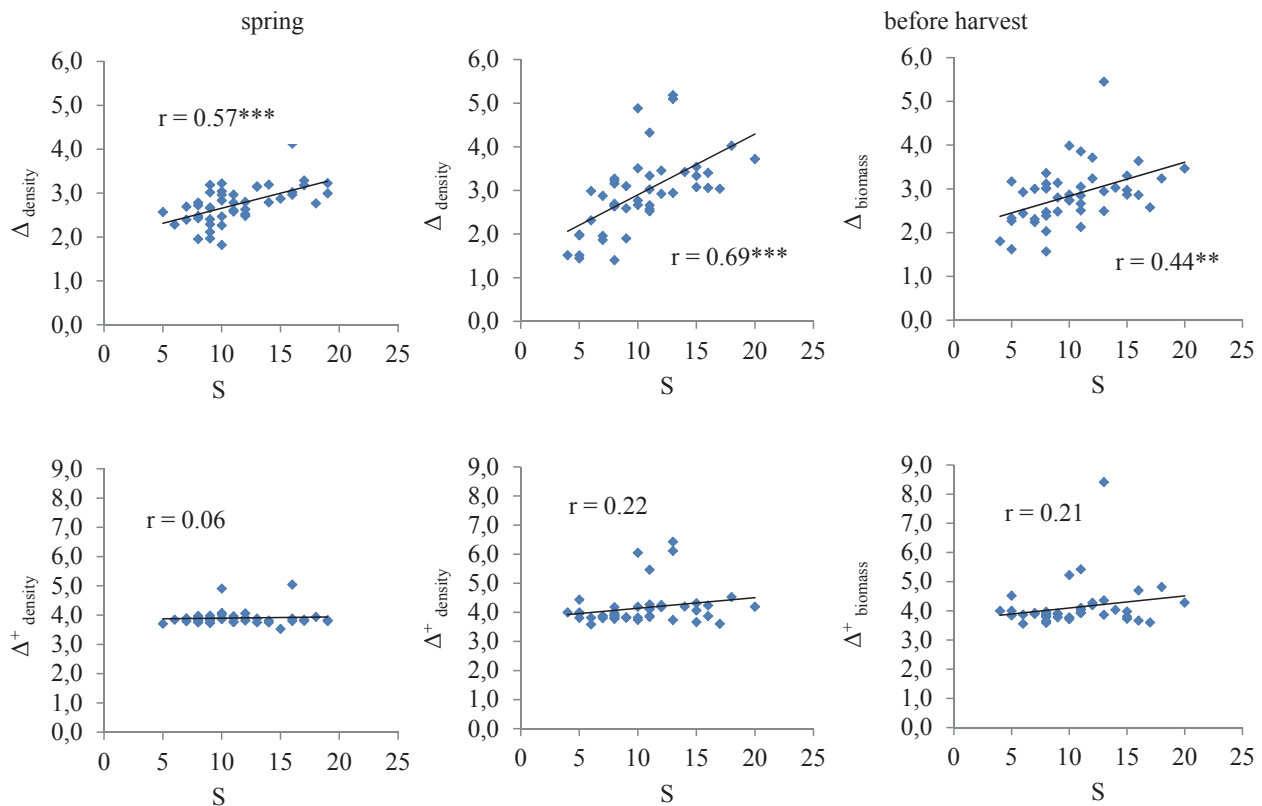 spring
before harvest
6,0
5,0
4,0
3,0
2,0
1,0
0,0
0 5 10 15 20 25
Δ density
S
r = 0.57***
6,0
5,0
4,0
3,0
2,0
1,0
0,0
0 5 10 15 20 25
Δ density
S
r = 0.69***
6,0
5,0
4,0
3,0
2,0
1,0
0,0
0 5 10 15 20 25
Δ biomass
S
r = 0.44**
9,0
8,0
7,0
6,0
5,0
4,0
3,0
2,0
1,0
0,0
0 5 10 15 20 25
Δ+ density
S
r = 0.06
9,0
8,0
7,0
6,0
5,0
4,0
3,0
2,0
1,0
0,0
0 5 10 15 20 25
Δ+ density
S
r = 0.22
9,0
8,0
7,0
6,0
5,0
4,0
3,0
2,0
1,0
0,0
0 5 10 15 20 25
Δ+ biomass
S
r = 0.21